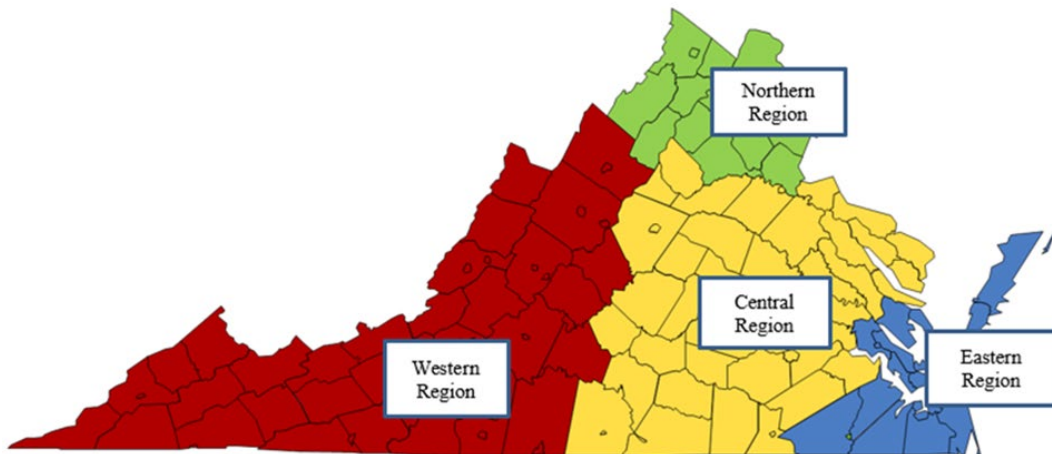 Northern
Region
Central
Region
Western
Region
Eastern
Region